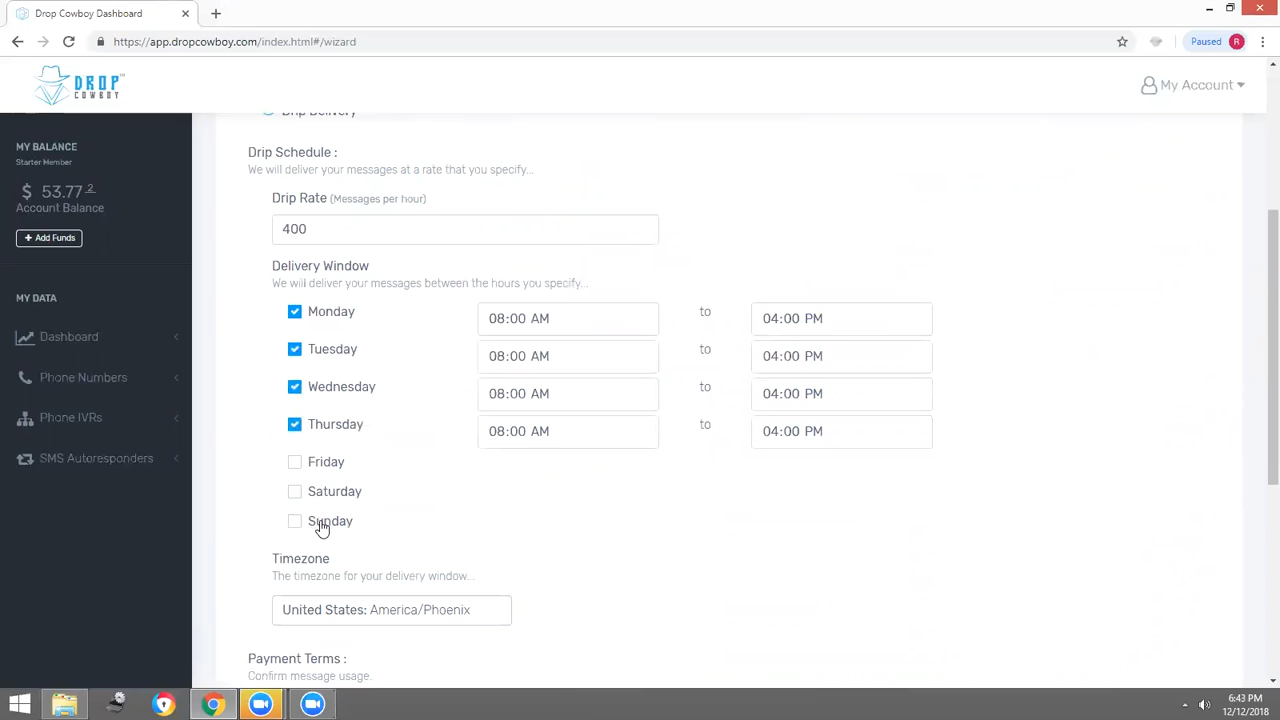 Drop Cowboy Dashboard
https://app.dropcowboy.com/index.html#/wizard
Paused R
DROP
COWBOY
My Account
MY BALANCE
Starter Member
$ 53.77 2
Account Balance
+ Add Funds
MY DATA
Dashboard
Phone Numbers
Phone IVRs
SMS Autoresponders
Drip Delivery
Drip Schedule :
We will deliver your messages at a rate that you specify...
Drip Rate (Messages per hour)
400
Delivery Window
We will deliver your messages between the hours you specify...
Monday 08:00 AM to 04:00 PM
Tuesday 08:00 AM to 04:00 PM
Wednesday 08:00 AM to 04:00 PM
Thursday 08:00 AM to 04:00 PM
Friday
Saturday
Sunday
Timezone
The timezone for your delivery window...
United States: America/Phoenix
Payment Terms :
Confirm message usage.
6:43 PM
12/12/2018